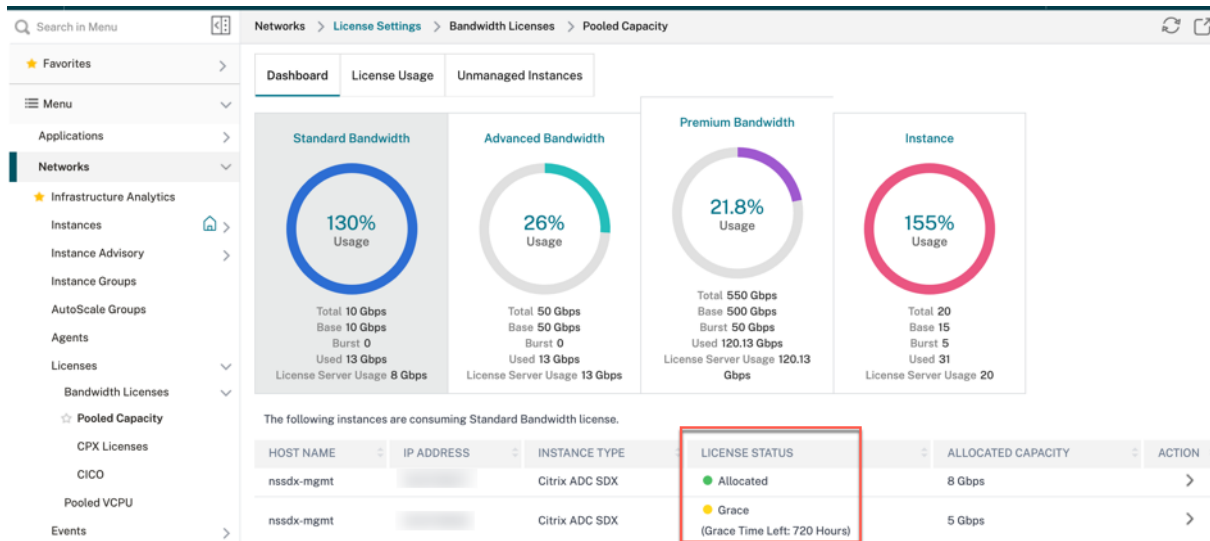 Search in Menu
Networks > License Settings > Bandwidth Licenses > Pooled Capacity
Favorites
Menu
Applications
Networks
Infrastructure Analytics
Instances
Instance Advisory
Instance Groups
AutoScale Groups
Agents
Licenses
Bandwidth Licenses
Pooled Capacity
CPX Licenses
CICO
Pooled VCPU
Events
Dashboard
License Usage
Unmanaged Instances
Standard Bandwidth
130%
Usage
Total 10 Gbps
Base 10 Gbps
Burst 0
Used 13 Gbps
License Server Usage 8 Gbps
Advanced Bandwidth
26%
Usage
Total 50 Gbps
Base 50 Gbps
Burst 0
Used 13 Gbps
License Server Usage 13 Gbps
Premium Bandwidth
21.8%
Usage
Total 550 Gbps
Base 500 Gbps
Burst 50 Gbps
Used 120.13 Gbps
License Server Usage 120.13
Gbps
Instance
155%
Usage
Total 20
Base 15
Burst 5
Used 31
License Server Usage 20
The following instances are consuming Standard Bandwidth license.
HOST NAME IP ADDRESS INSTANCE TYPE LICENSE STATUS ALLOCATED CAPACITY ACTION
nssdx-mgmt Citrix ADC SDX Allocated 8 Gbps
nssdx-mgmt Citrix ADC SDX Grace 5 Gbps
(Grace Time Left: 720 Hours)